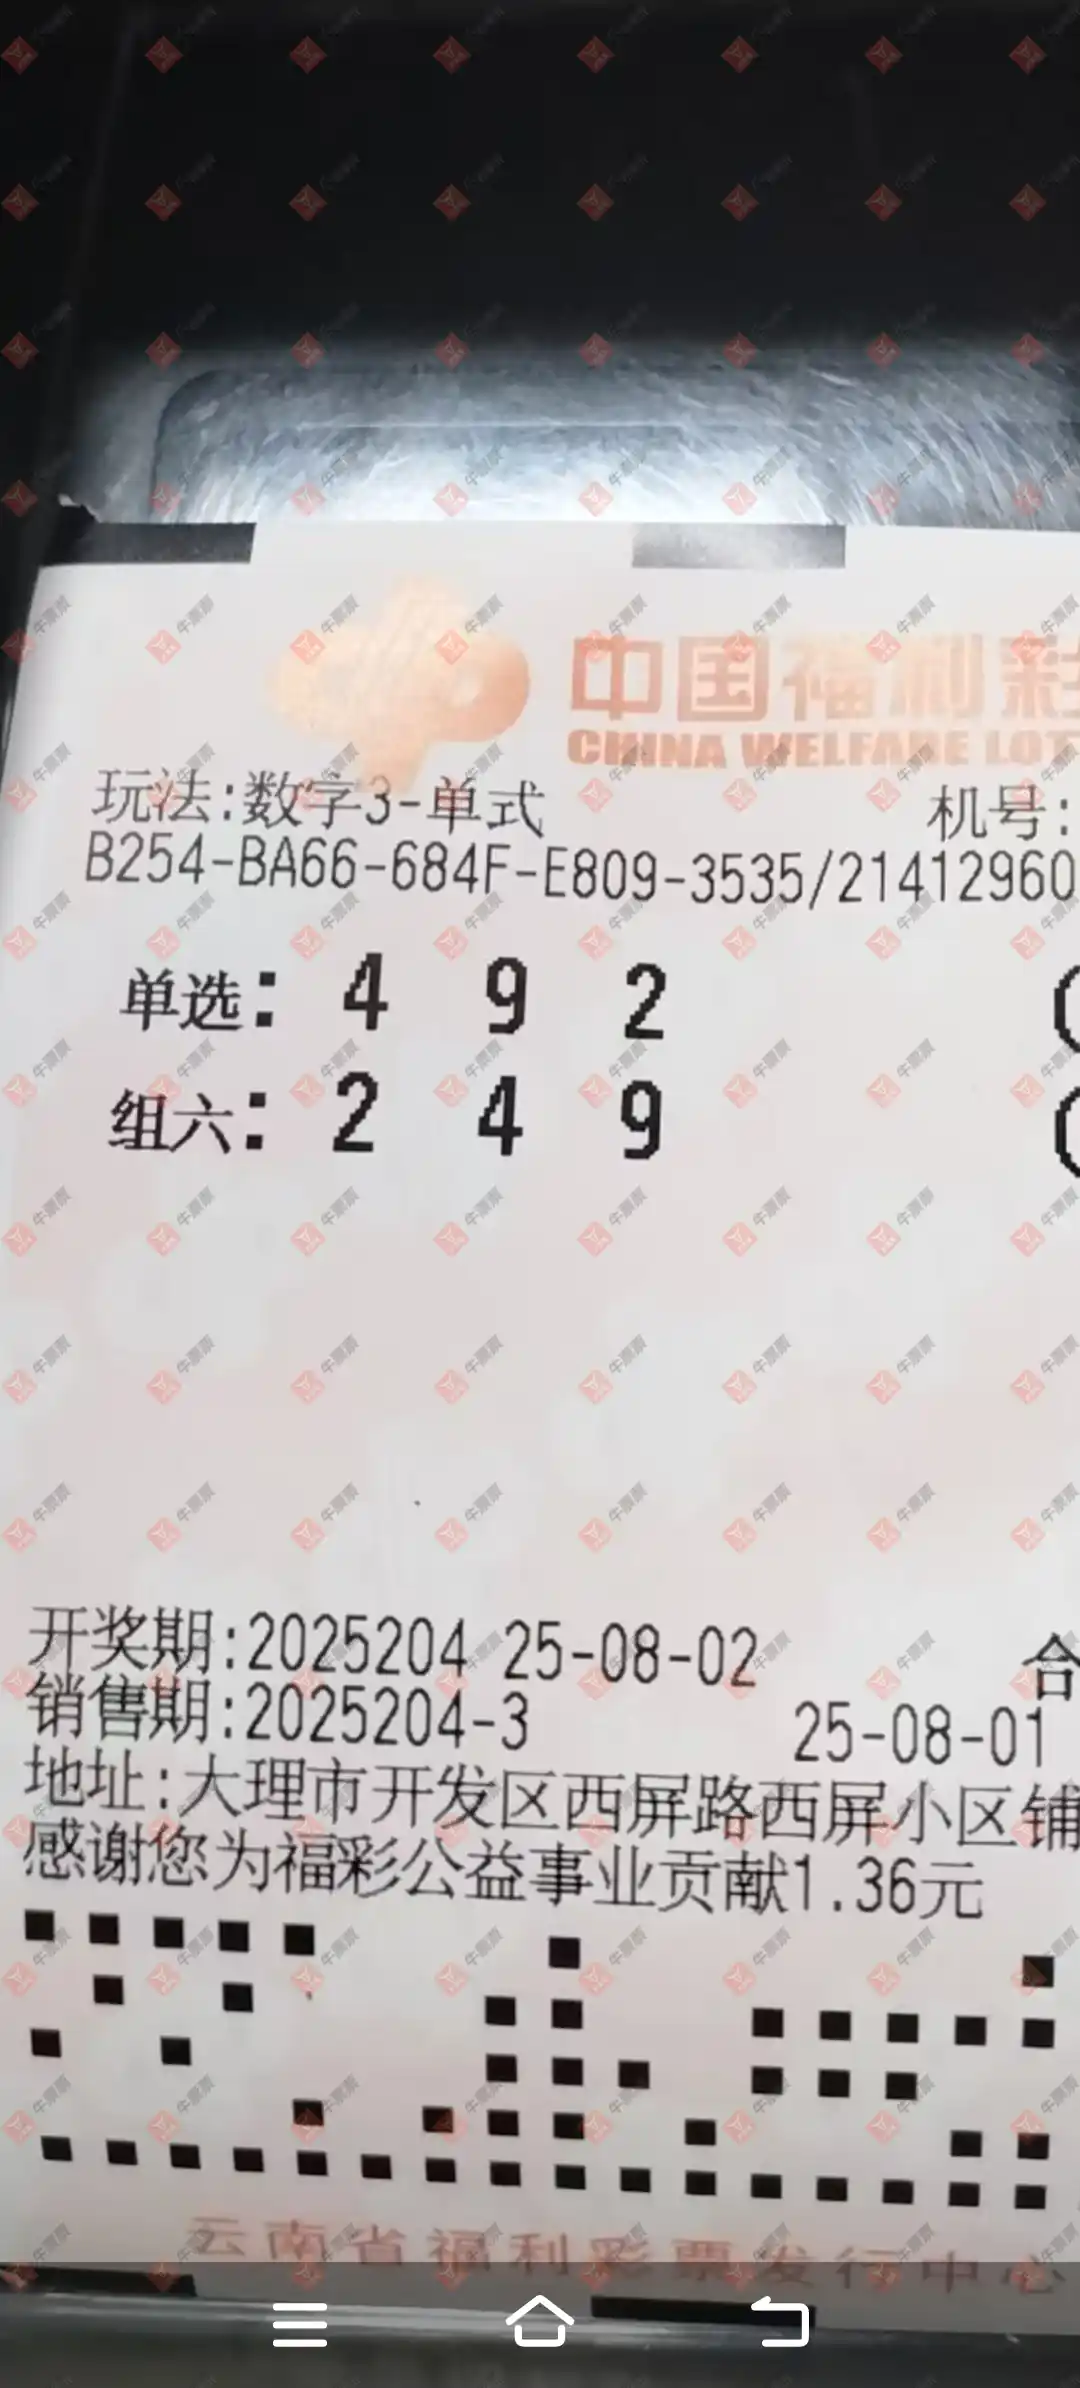 中国福利彩
CHINA WELFARE LOT
玩法:数字3-单式 机号:
B254-BA66-684F-E809-3535/21412960
单选: 4 9 2 (
组六: 2 4 9 (
开奖期:2025204 25-08-02 合
销售期:2025204-3 25-08-01
地址:大理市开发区西屏路西屏小区铺
感谢您为福彩公益事业贡献1.36元
云南省福利彩票发行中心
牛票票